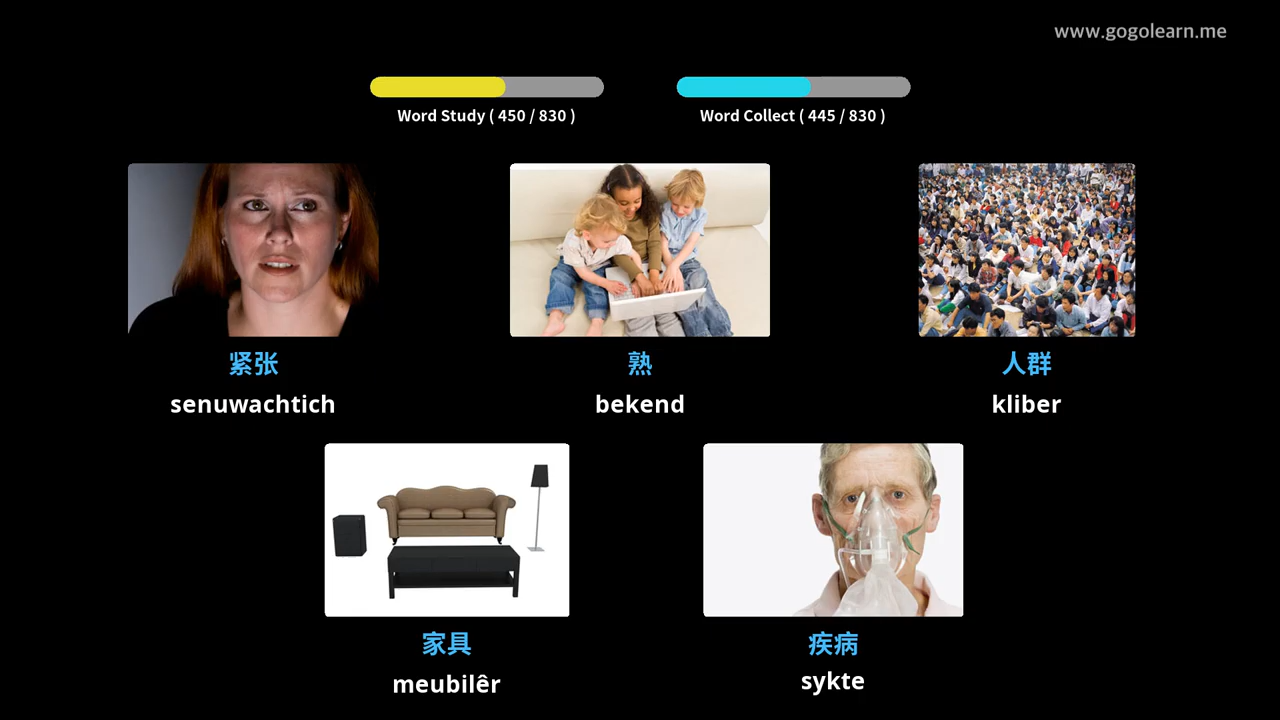 www.gogolearn.me
Word Study ( 450 / 830 )
Word Collect ( 445 / 830 )
紧张
senuwachtich
熟
bekend
人群
kliber
家具
meubilêr
疾病
sykte